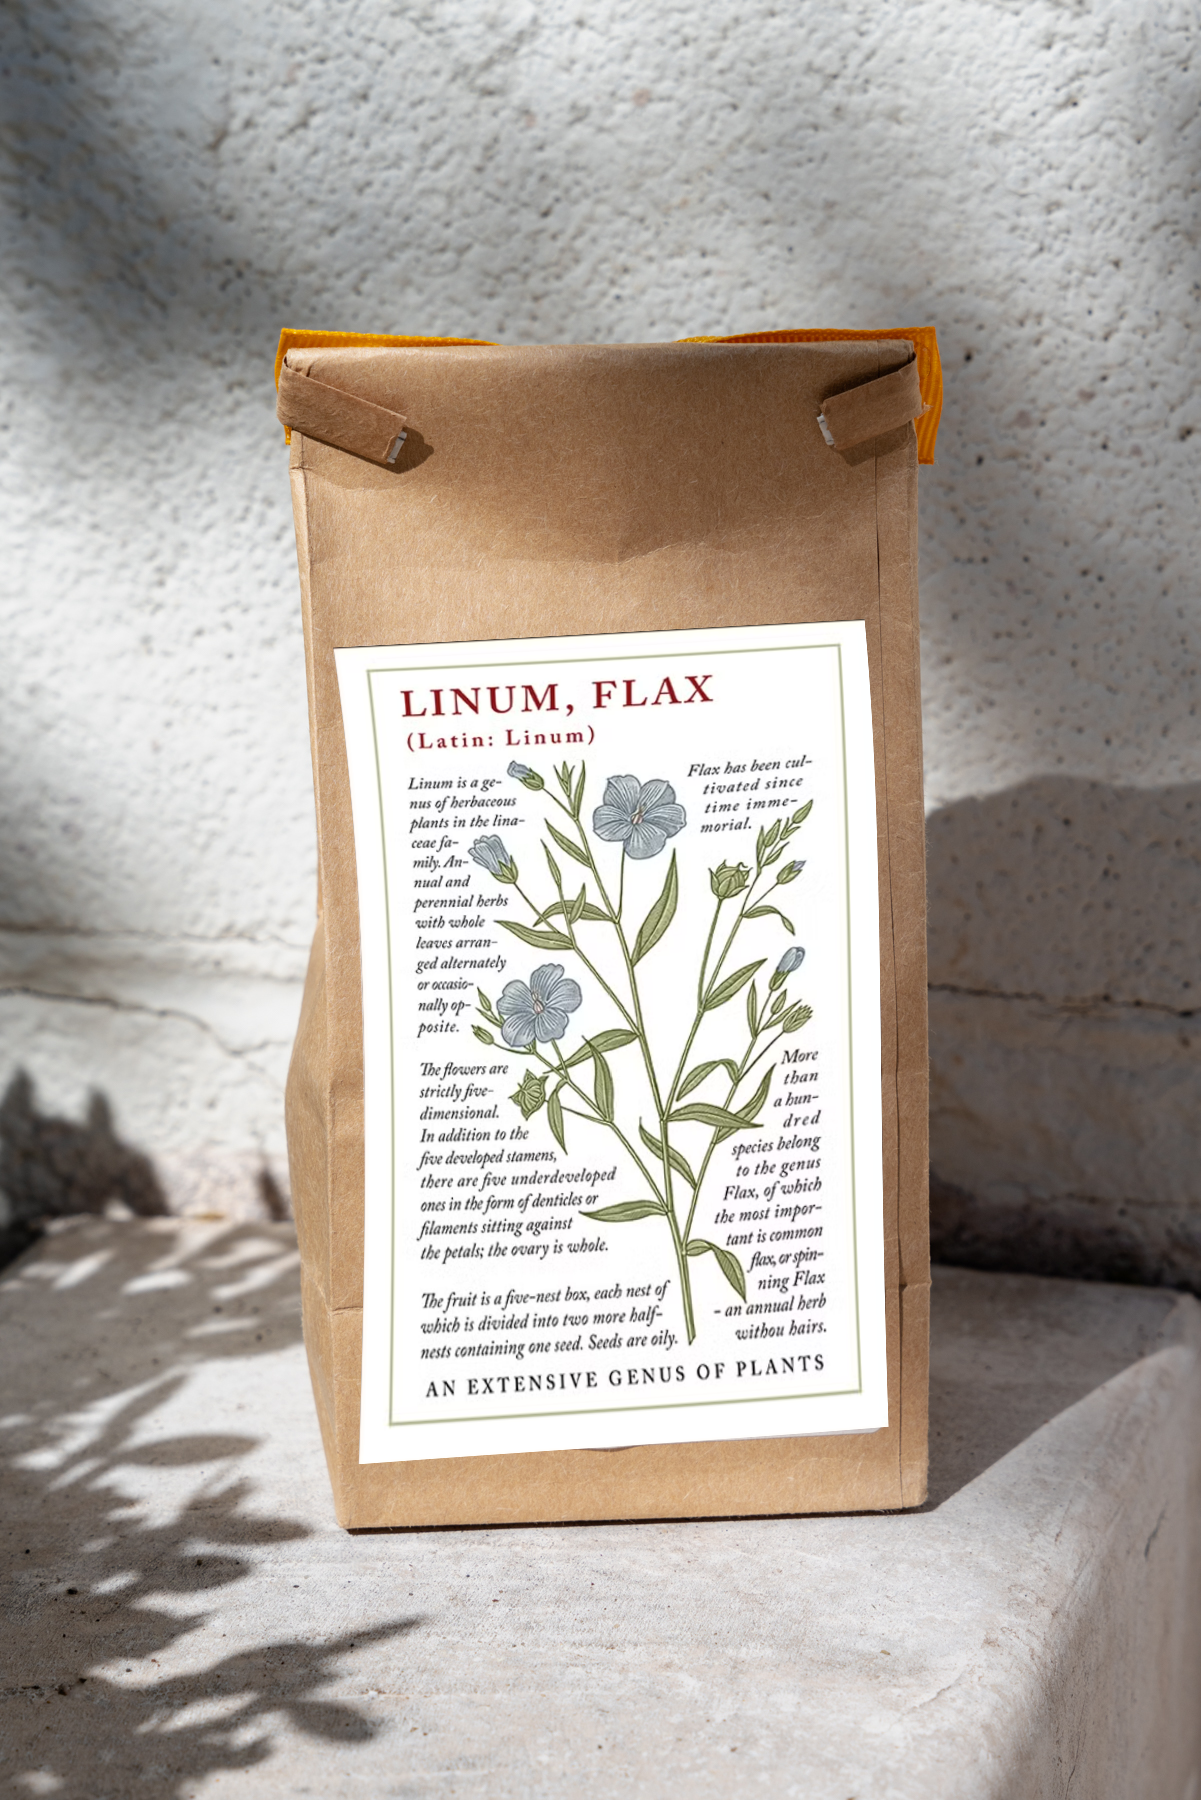 LINUM, FLAX
(Latin: Linum)
Linum is a ge-
nus of herbaceous
plants in the lina-
ceae fa-
mily. An-
nual and
perennial herbs
with whole
leaves arran-
ged alternately
or occasio-
nally op-
posite.
Flax has been cul-
tivated since
time imme-
morial.
The flowers are
strictly five-
dimensional.
In addition to the
five developed stamens,
there are five underdeveloped
ones in the form of denticles or
filaments sitting against
the petals; the ovary is whole.
More
than
a hun-
dred
species belong
to the genus
Flax, of which
the most impor-
tant is common
flax, or spin-
ning Flax
- an annual herb
withou hairs.
The fruit is a five-nest box, each nest of
which is divided into two more half-
nests containing one seed. Seeds are oily.
AN EXTENSIVE GENUS OF PLANTS